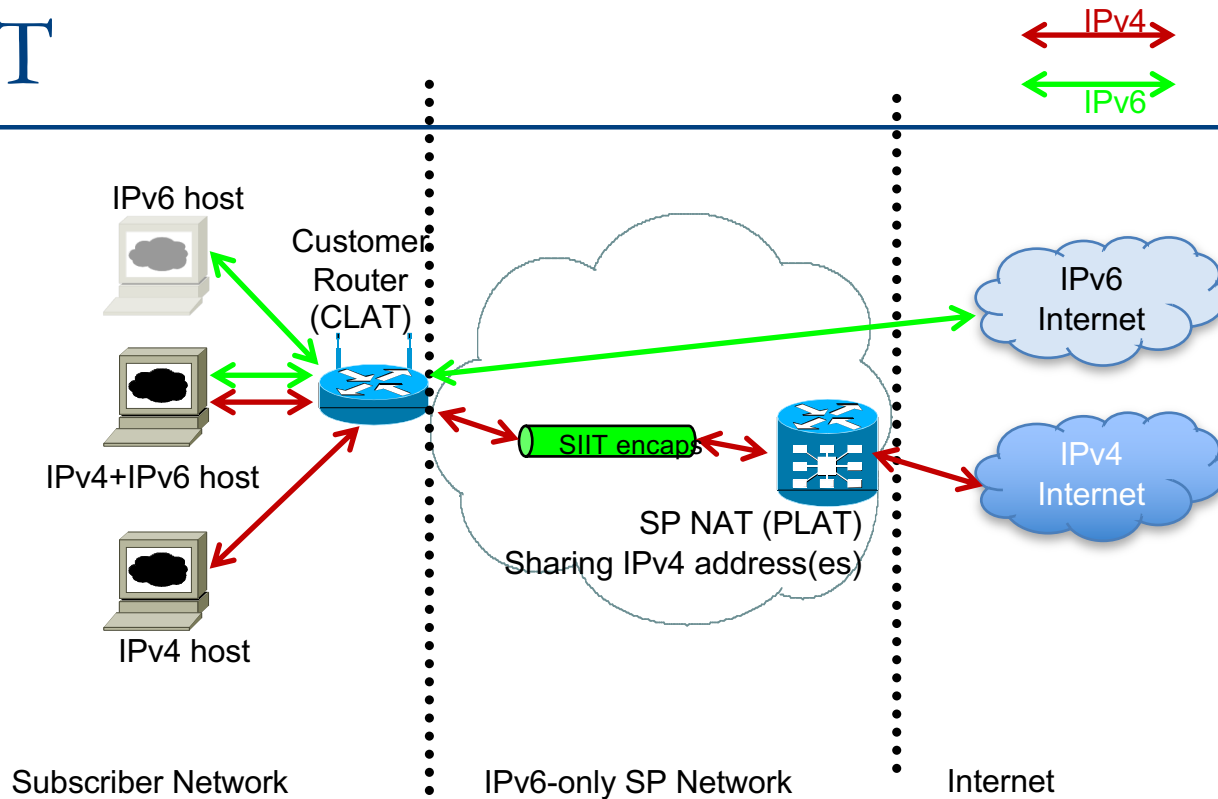 T
IPv4
IPv6
IPv6 host
Customer
Router
(CLAT)
IPv6
Internet
SIIT encaps
IPv4+IPv6 host
IPv4
Internet
SP NAT (PLAT)
Sharing IPv4 address(es)
IPv4 host
Subscriber Network
IPv6-only SP Network
Internet